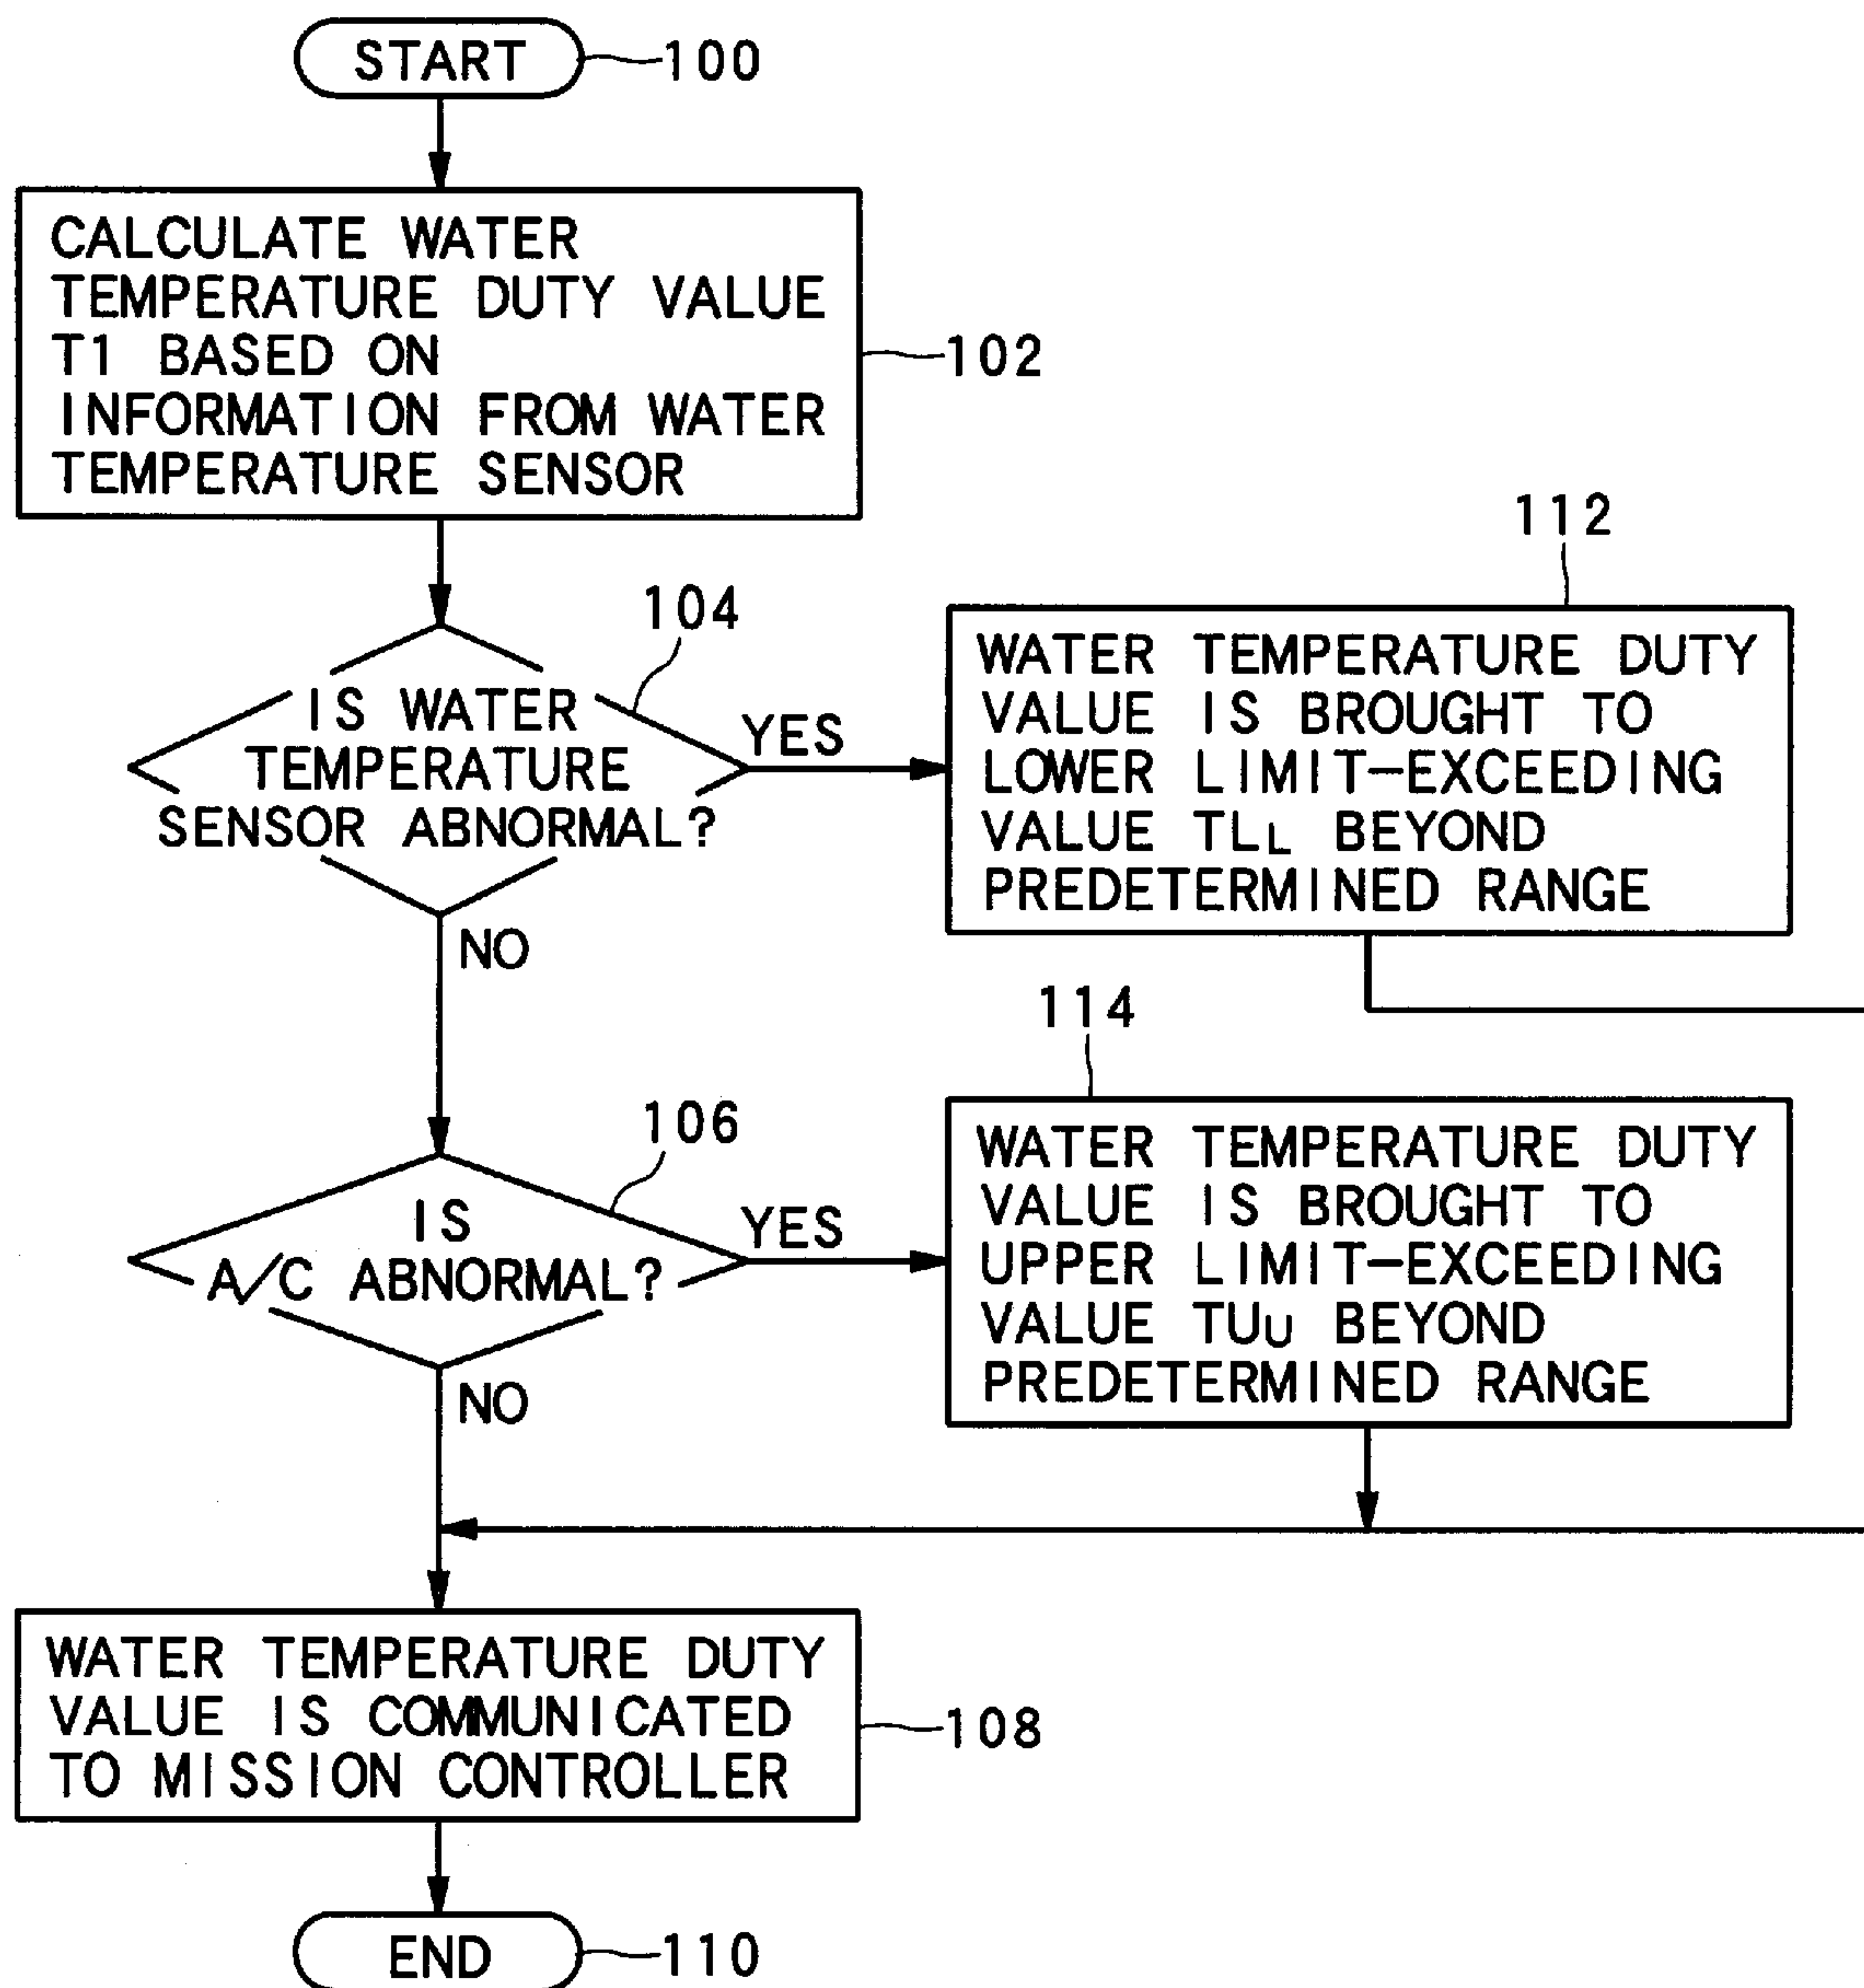 START
100
CALCULATE WATER
TEMPERATURE DUTY VALUE
T1 BASED ON
INFORMATION FROM WATER
TEMPERATURE SENSOR
102
104
IS WATER
TEMPERATURE
SENSOR ABNORMAL?
YES
NO
112
WATER TEMPERATURE DUTY
VALUE IS BROUGHT TO
LOWER LIMIT-EXCEEDING
VALUE TLL BEYOND
PREDETERMINED RANGE
106
IS
A/C ABNORMAL?
YES
NO
114
WATER TEMPERATURE DUTY
VALUE IS BROUGHT TO
UPPER LIMIT-EXCEEDING
VALUE TUU BEYOND
PREDETERMINED RANGE
WATER TEMPERATURE DUTY
VALUE IS COMMUNICATED
TO MISSION CONTROLLER
108
END
110